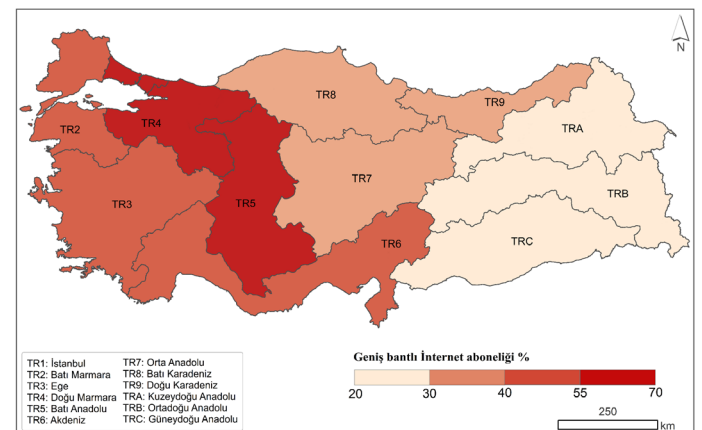 N
TR8
TR9
TR4
TR2
TRA
TR7
TRB
TR3
TR5
TR6
TRC
TR1: İstanbul
TR2: Batı Marmara
TR3: Ege
TR4: Doğu Marmara
TR5: Batı Anadolu
TR6: Akdeniz
TR7: Orta Anadolu
TR8: Batı Karadeniz
TR9: Doğu Karadeniz
TRA: Kuzeydoğu Anadolu
TRB: Ortadoğu Anadolu
TRC: Güneydoğu Anadolu
Geniş bantlı İnternet aboneliği %
20 30 40 55 70
250
km